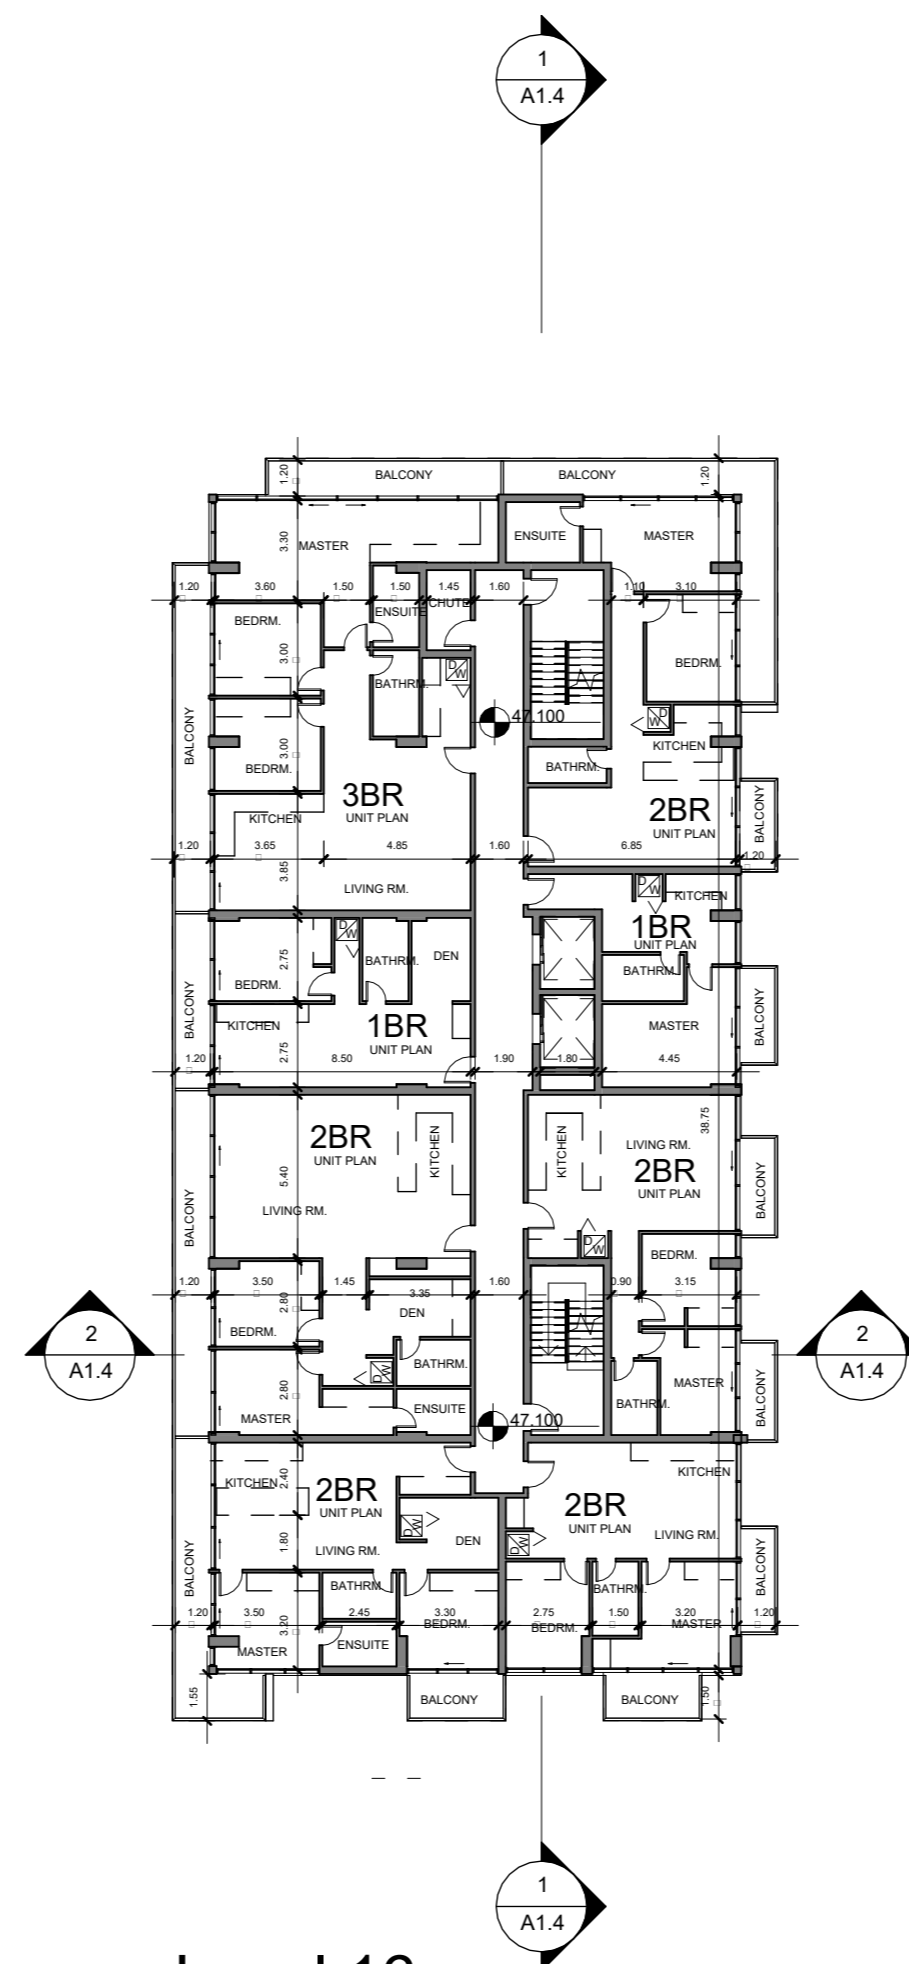 1
A1.4
BALCONY
BALCONY
1.20
1.20
ENSUITE
MASTER
3.30
MASTER
1.20
3.60
1.50
1.50
1.45
1.60
1.10
3.10
ENSUITE
CHUTE
BEDRM.
3.00
BATHRM.
D
W
BEDRM.
BALCONY
47.100
D
W
KITCHEN
3.00
BEDRM.
BATHRM.
3BR
UNIT PLAN
2BR
UNIT PLAN
BALCONY
KITCHEN
1.20
3.65
4.85
1.60
6.85
1.20
3.85
LIVING RM.
D
W
KITCHEN
1BR
UNIT PLAN
D
W
BATHRM.
DEN
2.75
BEDRM.
BATHRM.
BALCONY
KITCHEN
1BR
UNIT PLAN
MASTER
BALCONY
2.75
1.20
8.50
1.90
1.80
4.45
38.75
2BR
UNIT PLAN
KITCHEN
KITCHEN
LIVING RM.
2BR
UNIT PLAN
5.40
LIVING RM.
BALCONY
BALCONY
D
W
BEDRM.
1.20
3.50
1.45
3.35
1.60
0.90
3.15
2.80
DEN
BEDRM.
2
A1.4
2
A1.4
D
W
BATHRM.
MASTER
2.80
ENSUITE
BATHRM.
BALCONY
MASTER
47.100
KITCHEN
2.40
2BR
UNIT PLAN
2BR
UNIT PLAN
KITCHEN
D
W
DEN
LIVING RM.
1.80
LIVING RM.
D
W
BALCONY
BALCONY
BATHRM.
BATHRM.
1.20
3.50
2.45
3.30
2.75
1.50
3.20
1.20
BEDRM.
BEDRM.
MASTER
3.20
MASTER
ENSUITE
1.55
BALCONY
BALCONY
1.50
1
A1.4